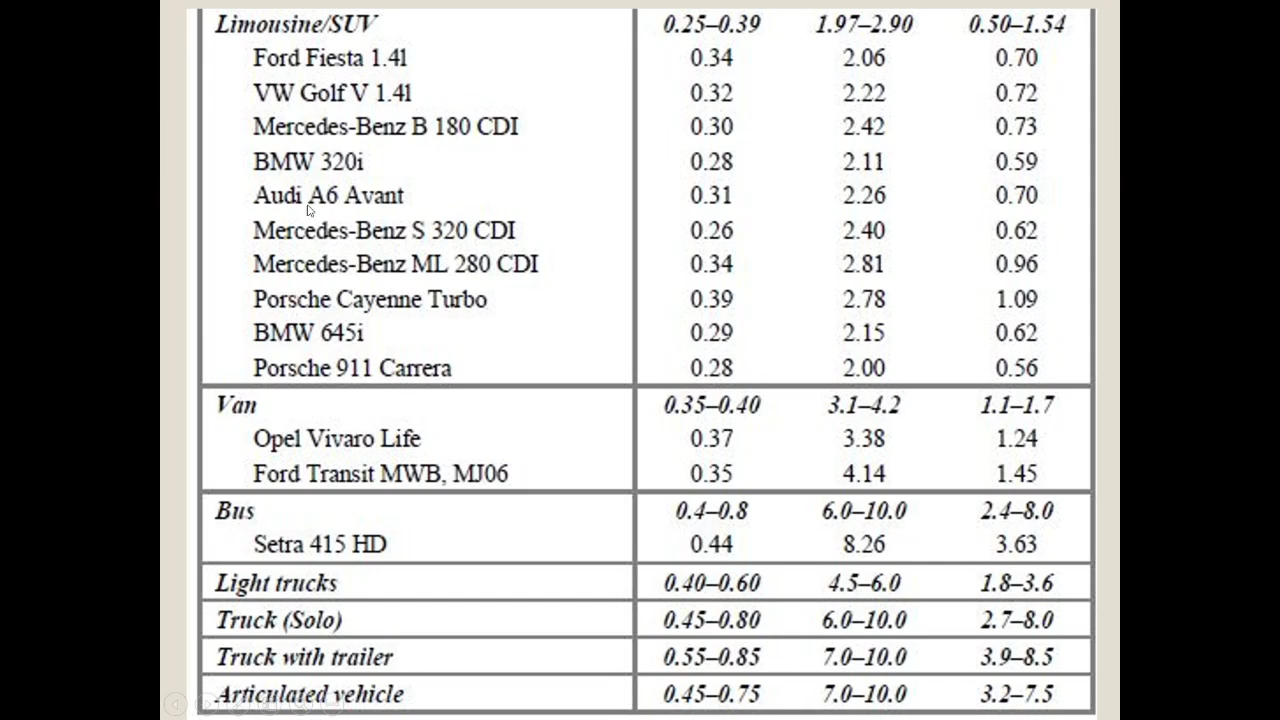 Limousine/SUV 0.25–0.39 1.97–2.90 0.50–1.54
Ford Fiesta 1.4l 0.34 2.06 0.70
VW Golf V 1.4l 0.32 2.22 0.72
Mercedes-Benz B 180 CDI 0.30 2.42 0.73
BMW 320i 0.28 2.11 0.59
Audi A6 Avant 0.31 2.26 0.70
Mercedes-Benz S 320 CDI 0.26 2.40 0.62
Mercedes-Benz ML 280 CDI 0.34 2.81 0.96
Porsche Cayenne Turbo 0.39 2.78 1.09
BMW 645i 0.29 2.15 0.62
Porsche 911 Carrera 0.28 2.00 0.56
Van 0.35–0.40 3.1–4.2 1.1–1.7
Opel Vivaro Life 0.37 3.38 1.24
Ford Transit MWB, MJ06 0.35 4.14 1.45
Bus 0.4–0.8 6.0–10.0 2.4–8.0
Setra 415 HD 0.44 8.26 3.63
Light trucks 0.40–0.60 4.5–6.0 1.8–3.6
Truck (Solo) 0.45–0.80 6.0–10.0 2.7–8.0
Truck with trailer 0.55–0.85 7.0–10.0 3.9–8.5
Articulated vehicle 0.45–0.75 7.0–10.0 3.2–7.5